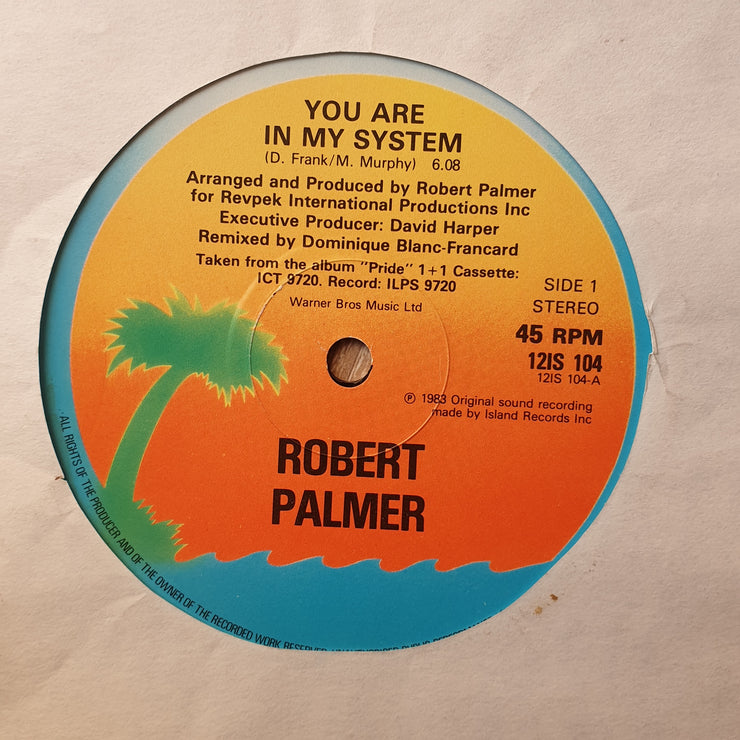 YOU ARE
IN MY SYSTEM
(D. Frank/M. Murphy) 6.08
Arranged and Produced by Robert Palmer
for Revpek International Productions Inc
Executive Producer: David Harper
Remixed by Dominique Blanc-Francard
Taken from the album "Pride" 1+1 Cassette:
ICT 9720. Record: ILPS 9720
Warner Bros Music Ltd
SIDE 1
STEREO
45 RPM
12IS 104
12IS 104-A
℗ 1983 Original sound recording
made by Island Records Inc
ROBERT
PALMER
ALL RIGHTS OF THE PRODUCER AND OF THE OWNER OF THE RECORDED WORK